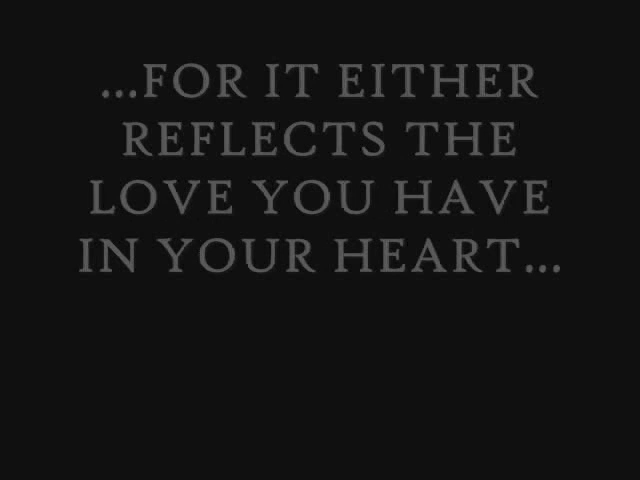 ...FOR IT EITHER
REFLECTS THE
LOVE YOU HAVE
IN YOUR HEART...